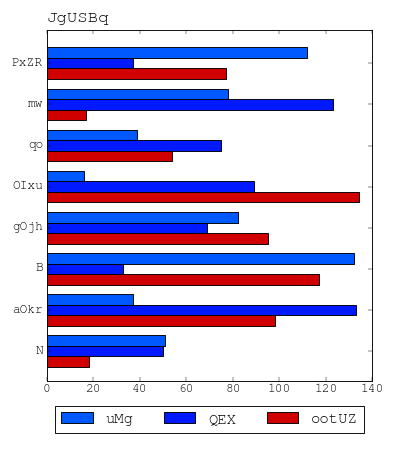 JgUSBq
PxZR
mw
qo
OIxu
gOjh
B
aOkr
N
0 20 40 60 80 100 120 140
uMg QEX ootUZ